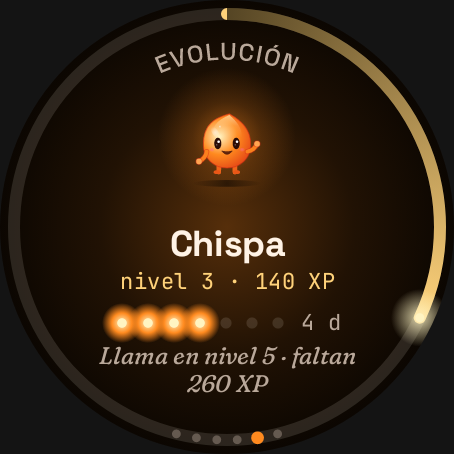 EVOLUCIÓN
Chispa
nivel 3 · 140 XP
4 d
Llama en nivel 5 · faltan
260 XP